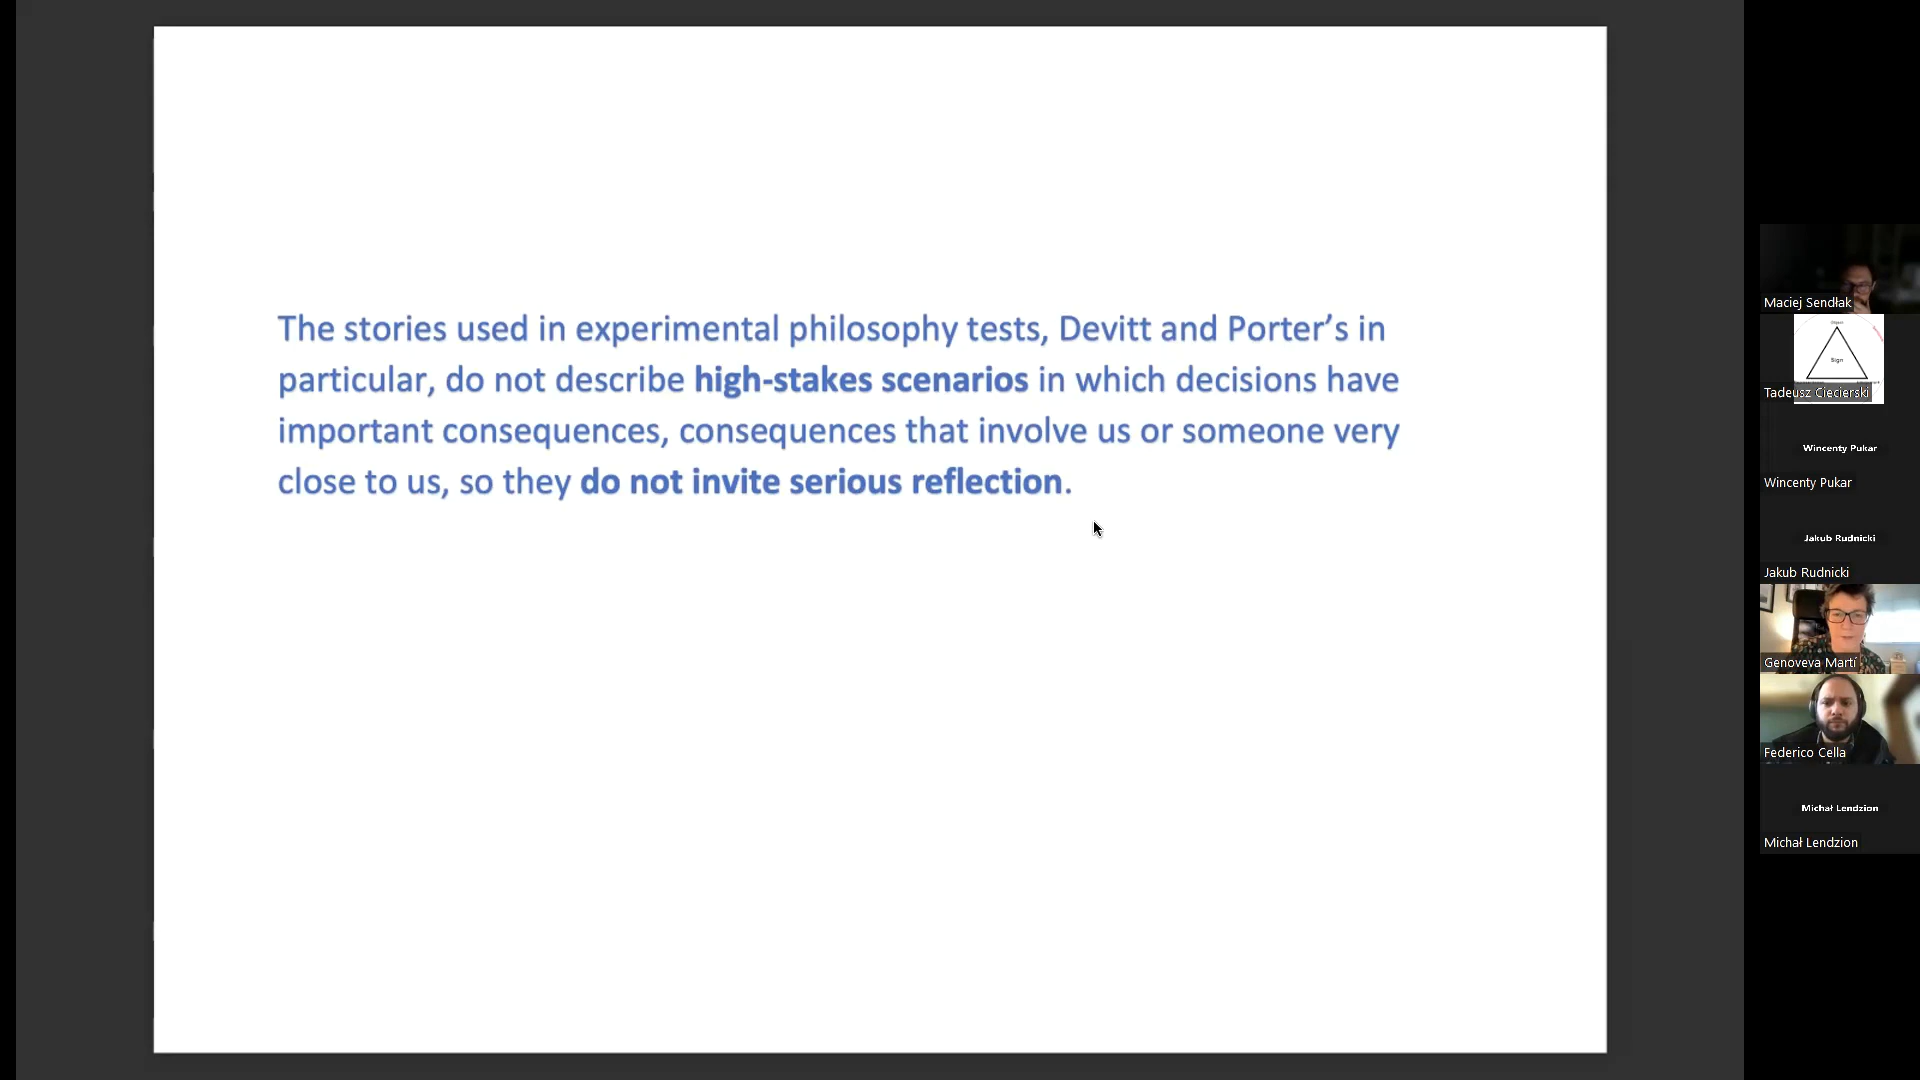 The stories used in experimental philosophy tests, Devitt and Porter’s in
particular, do not describe high-stakes scenarios in which decisions have
important consequences, consequences that involve us or someone very
close to us, so they do not invite serious reflection.
Maciej Sendłak
Object
Sign
Tadeusz Ciecierski
Wincenty Pukar
Wincenty Pukar
Jakub Rudnicki
Jakub Rudnicki
Genoveva Martí
Federico Cella
Michał Lendzion
Michał Lendzion